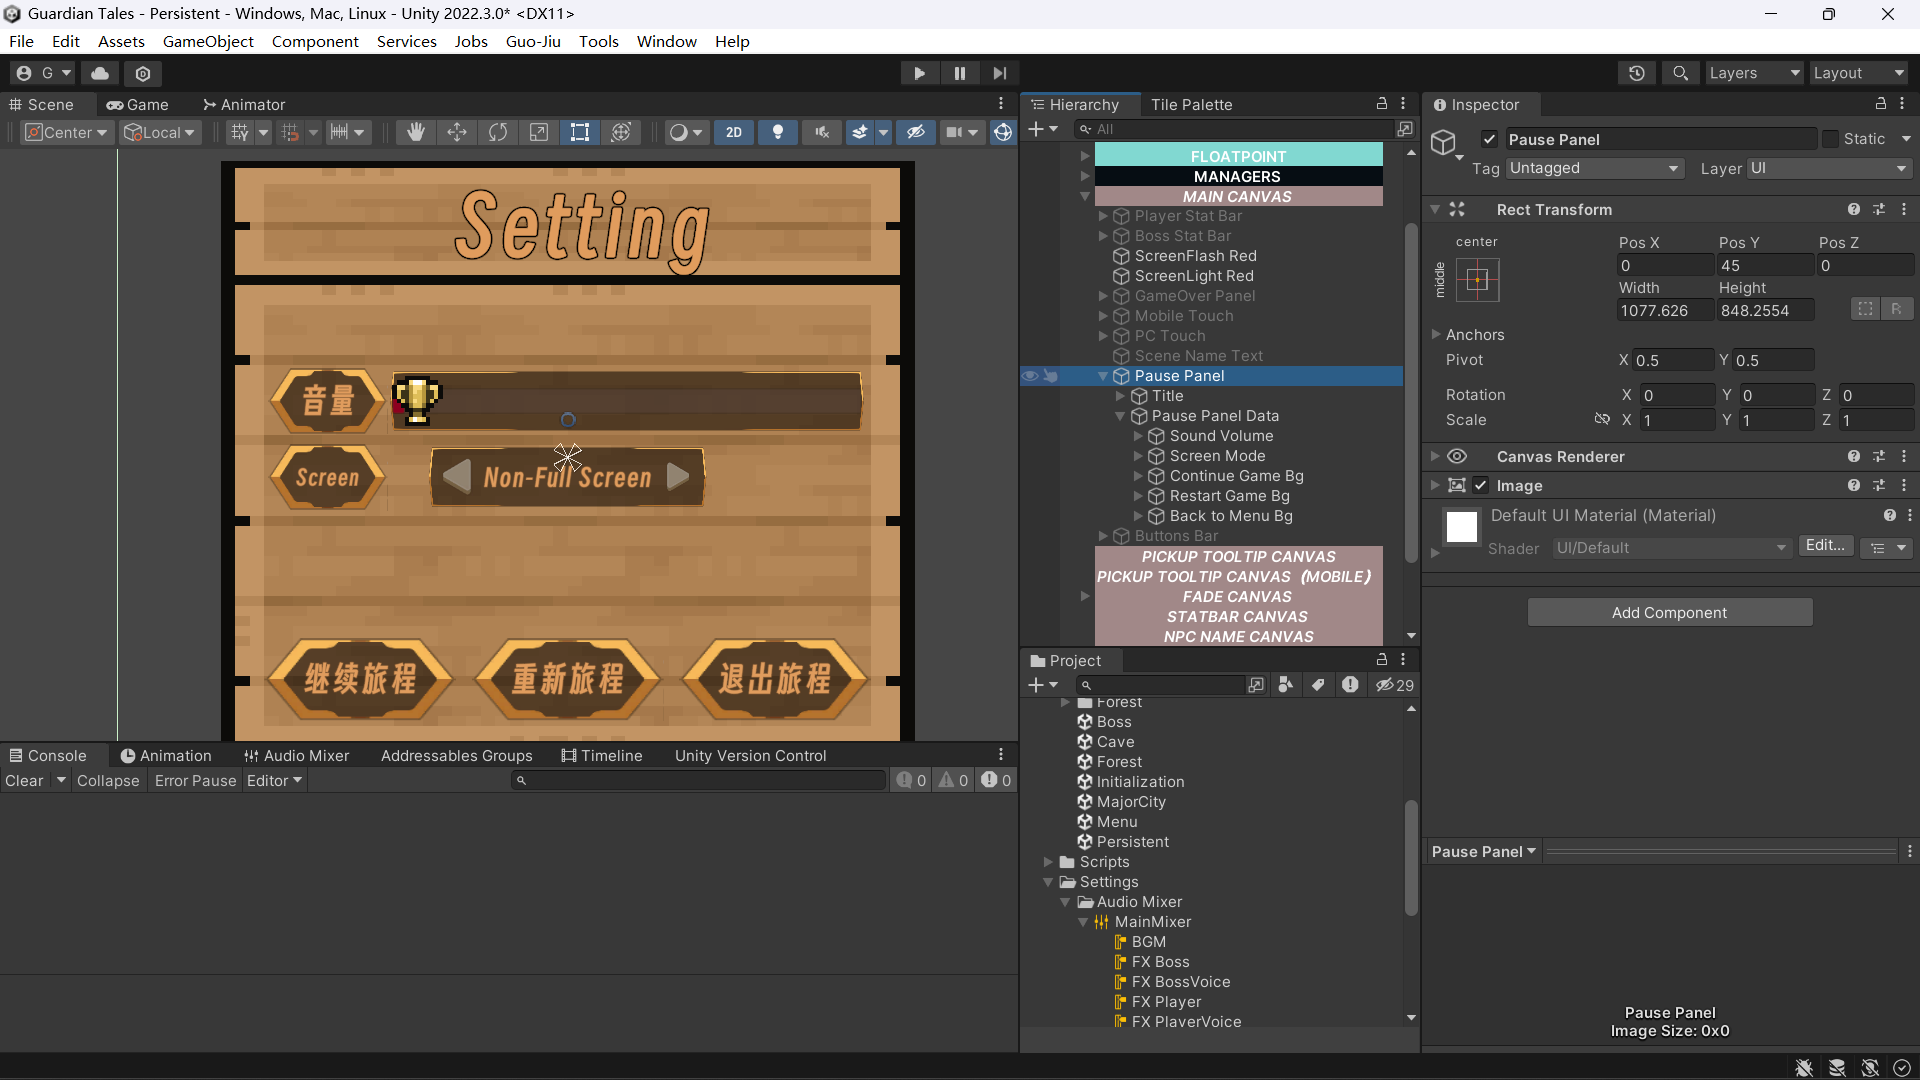 Guardian Tales - Persistent - Windows, Mac, Linux - Unity 2022.3.0* <DX11>
File Edit Assets GameObject Component Services Jobs Guo-Jiu Tools Window Help
G Layers Layout
Scene Game Animator
Center Local 2D
Setting
音量
Screen Non-Full Screen
继续旅程 重新旅程 退出旅程
Console Animation Audio Mixer Addressables Groups Timeline Unity Version Control
Clear Collapse Error Pause Editor 0 0 0
Hierarchy Tile Palette
All
FLOATPOINT
MANAGERS
MAIN CANVAS
Player Stat Bar
Boss Stat Bar
ScreenFlash Red
ScreenLight Red
GameOver Panel
Mobile Touch
PC Touch
Scene Name Text
Pause Panel
Title
Pause Panel Data
Sound Volume
Screen Mode
Continue Game Bg
Restart Game Bg
Back to Menu Bg
Buttons Bar
PICKUP TOOLTIP CANVAS
PICKUP TOOLTIP CANVAS（MOBILE）
FADE CANVAS
STATBAR CANVAS
NPC NAME CANVAS
Project
29
Forest
Boss
Cave
Forest
Initialization
MajorCity
Menu
Persistent
Scripts
Settings
Audio Mixer
MainMixer
BGM
FX Boss
FX BossVoice
FX Player
FX PlayerVoice
Inspector
Pause Panel Static
Tag Untagged Layer UI
Rect Transform
center Pos X Pos Y Pos Z
middle 0 45 0
Width Height
1077.626 848.2554 R
Anchors
Pivot X 0.5 Y 0.5
Rotation X 0 Y 0 Z 0
Scale X 1 Y 1 Z 1
Canvas Renderer
Image
Default UI Material (Material)
Shader UI/Default Edit...
Add Component
Pause Panel
Pause Panel
Image Size: 0x0